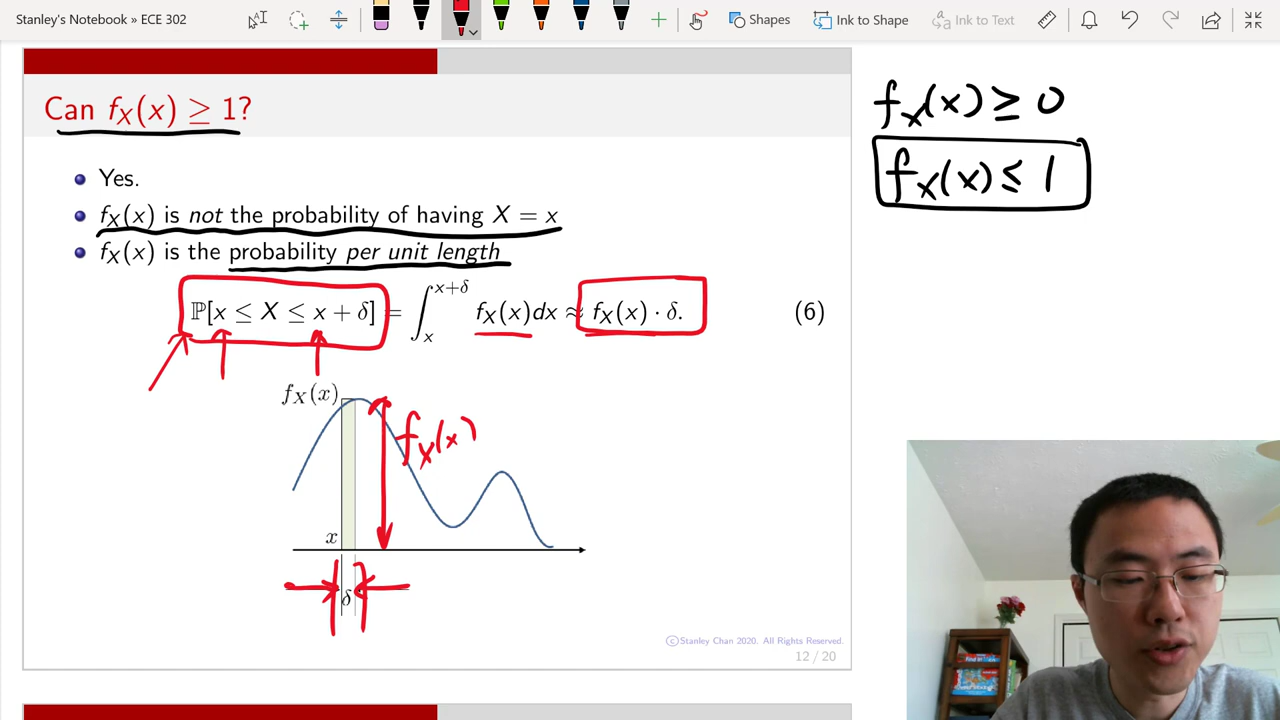 Stanley's Notebook » ECE 302
Shapes
Ink to Shape
Ink to Text
Can f_X(x) ≥ 1?
Yes.
f_X(x) is not the probability of having X = x
f_X(x) is the probability per unit length
ℙ[x ≤ X ≤ x + δ] = ∫_x^{x+δ} f_X(x)dx ≈ f_X(x) · δ. (6)
f_X(x)
f_X(x)
x
δ
©Stanley Chan 2020. All Rights Reserved.
12 / 20
f_X(x) ≥ 0
f_X(x) ≤ 1